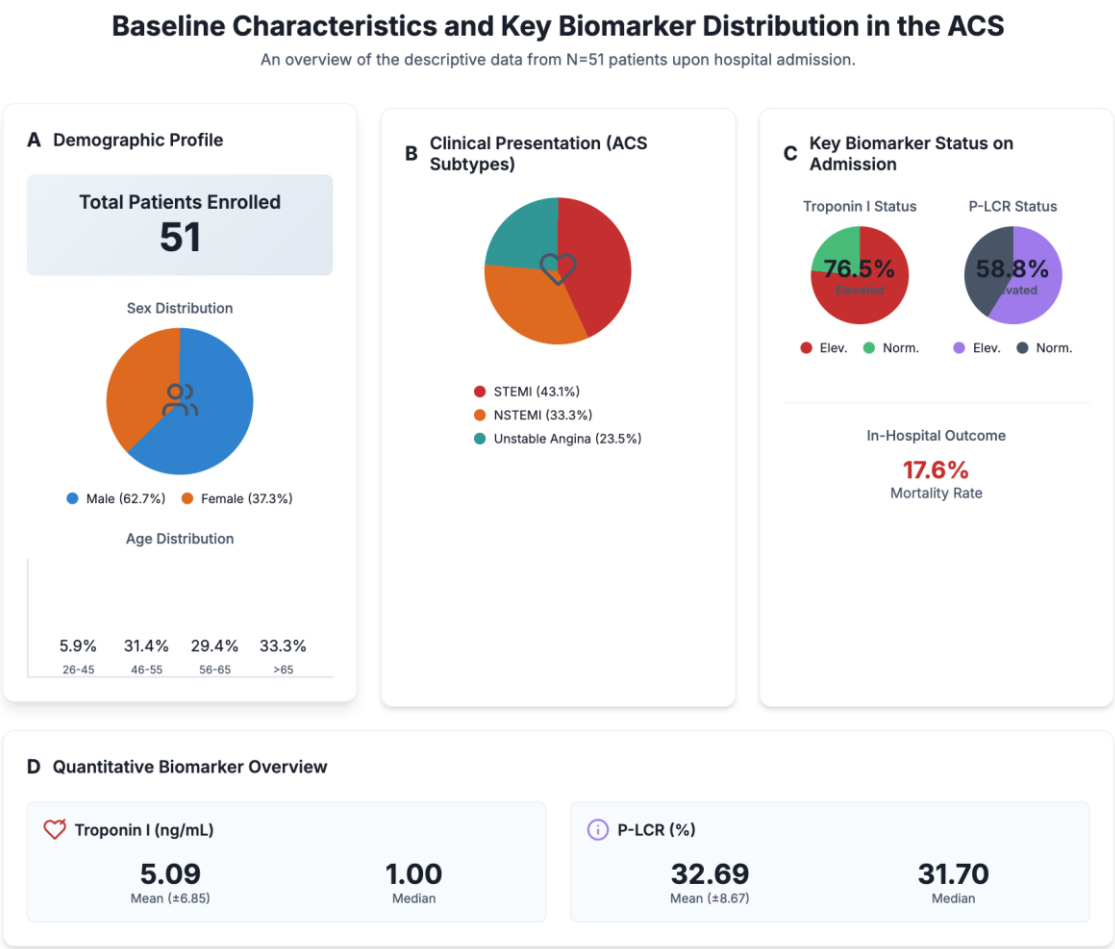 Baseline Characteristics and Key Biomarker Distribution in the ACS
An overview of the descriptive data from N=51 patients upon hospital admission.
A Demographic Profile
Total Patients Enrolled
51
Sex Distribution
Male (62.7%) Female (37.3%)
Age Distribution
5.9% 31.4% 29.4% 33.3%
26-45 46-55 56-65 >65
B Clinical Presentation (ACS
Subtypes)
STEMI (43.1%)
NSTEMI (33.3%)
Unstable Angina (23.5%)
C Key Biomarker Status on
Admission
Troponin I Status P-LCR Status
76.5% 58.8%
Elevated vated
Elev. Norm. Elev. Norm.
In-Hospital Outcome
17.6%
Mortality Rate
D Quantitative Biomarker Overview
Troponin I (ng/mL)
5.09 1.00
Mean (±6.85) Median
P-LCR (%)
32.69 31.70
Mean (±8.67) Median